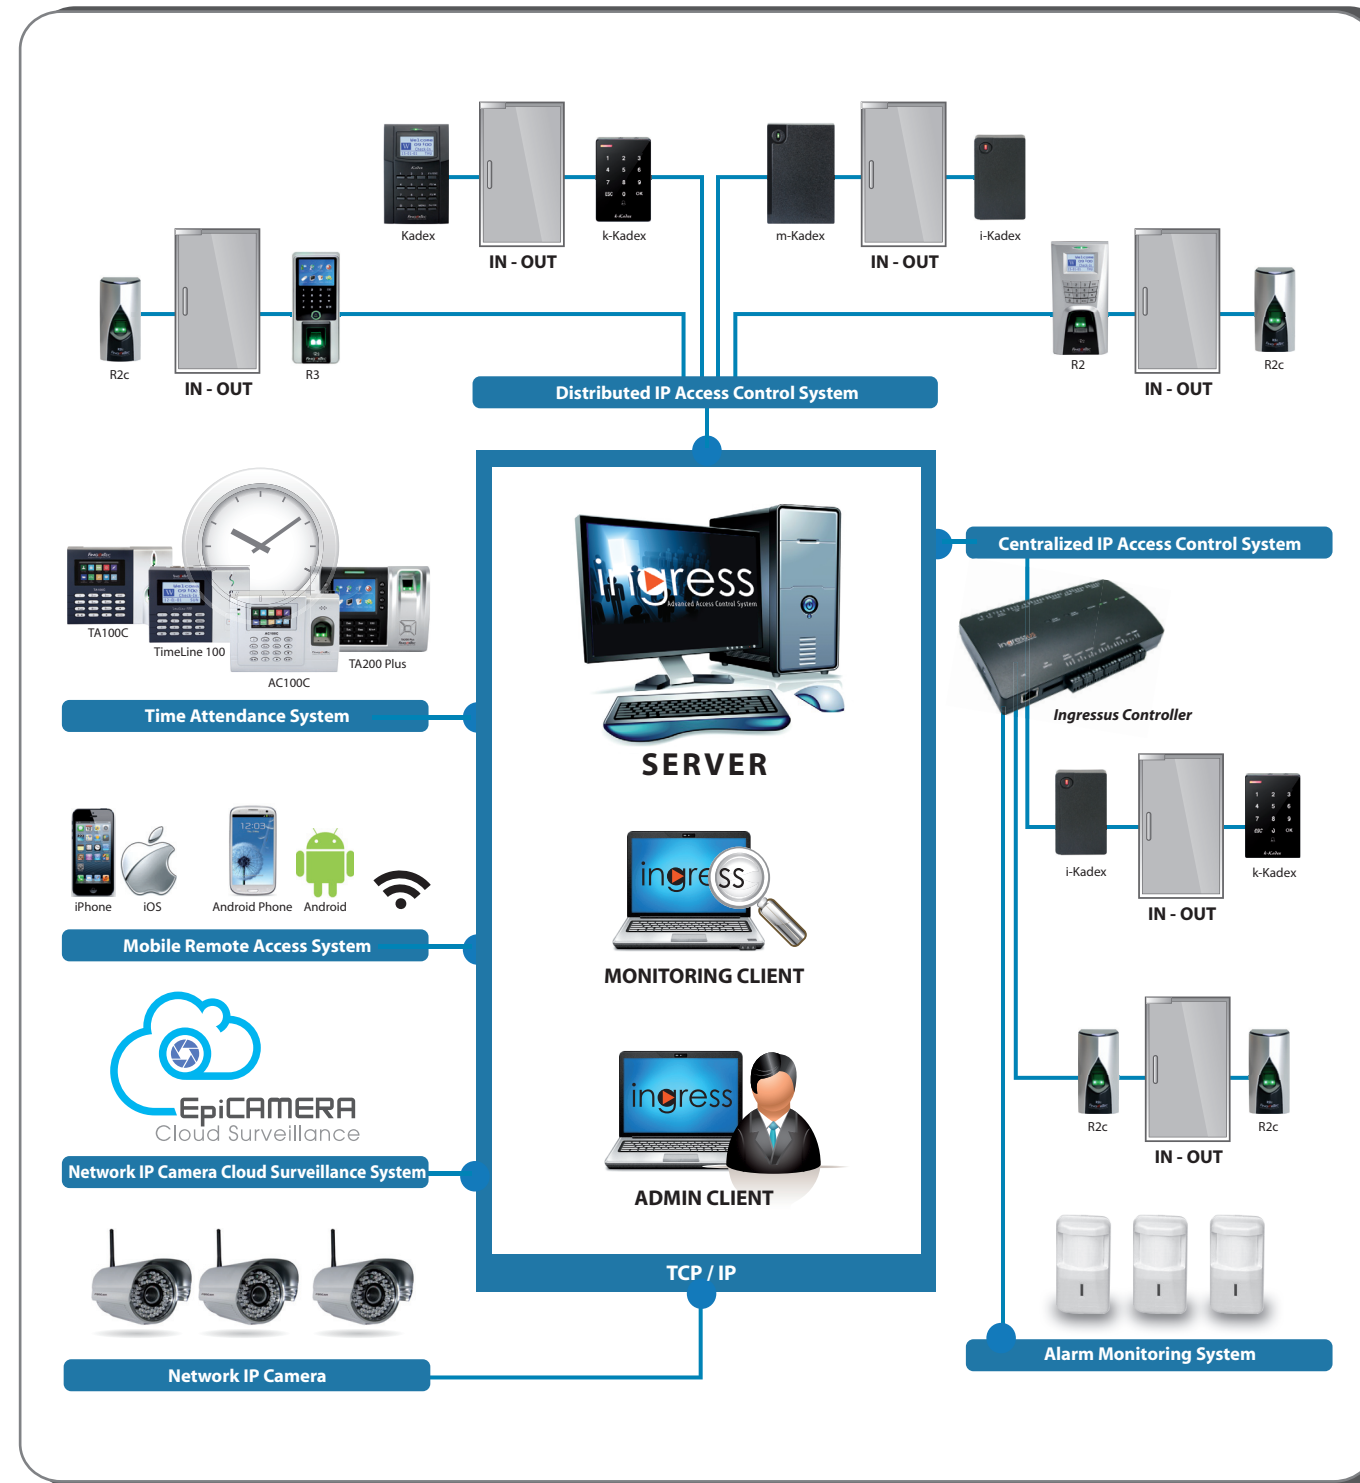 Kadex
k-Kadex
m-Kadex
i-Kadex
IN - OUT
IN - OUT
R2c
R3
R2
R2c
IN - OUT
IN - OUT
Distributed IP Access Control System
ingress
Advanced Access Control System
SERVER
Centralized IP Access Control System
ingressus
Ingressus Controller
TA100C
TimeLine 100
AC100C
TA200 Plus
Time Attendance System
i-Kadex
k-Kadex
IN - OUT
12:03
iPhone
iOS
Android Phone
Android
Mobile Remote Access System
ingress
MONITORING CLIENT
EpiCAMERA
Cloud Surveillance
Network IP Camera Cloud Surveillance System
ingress
ADMIN CLIENT
R2c
R2c
IN - OUT
TCP / IP
Alarm Monitoring System
Network IP Camera